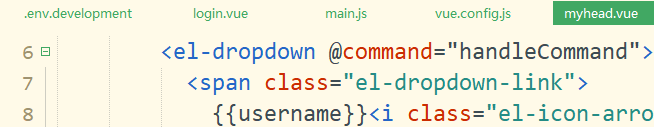 .env.development login.vue main.js vue.config.js myhead.vue
6 <el-dropdown @command="handleCommand">
7 <span class="el-dropdown-link">
8 {{username}}<i class="el-icon-arro